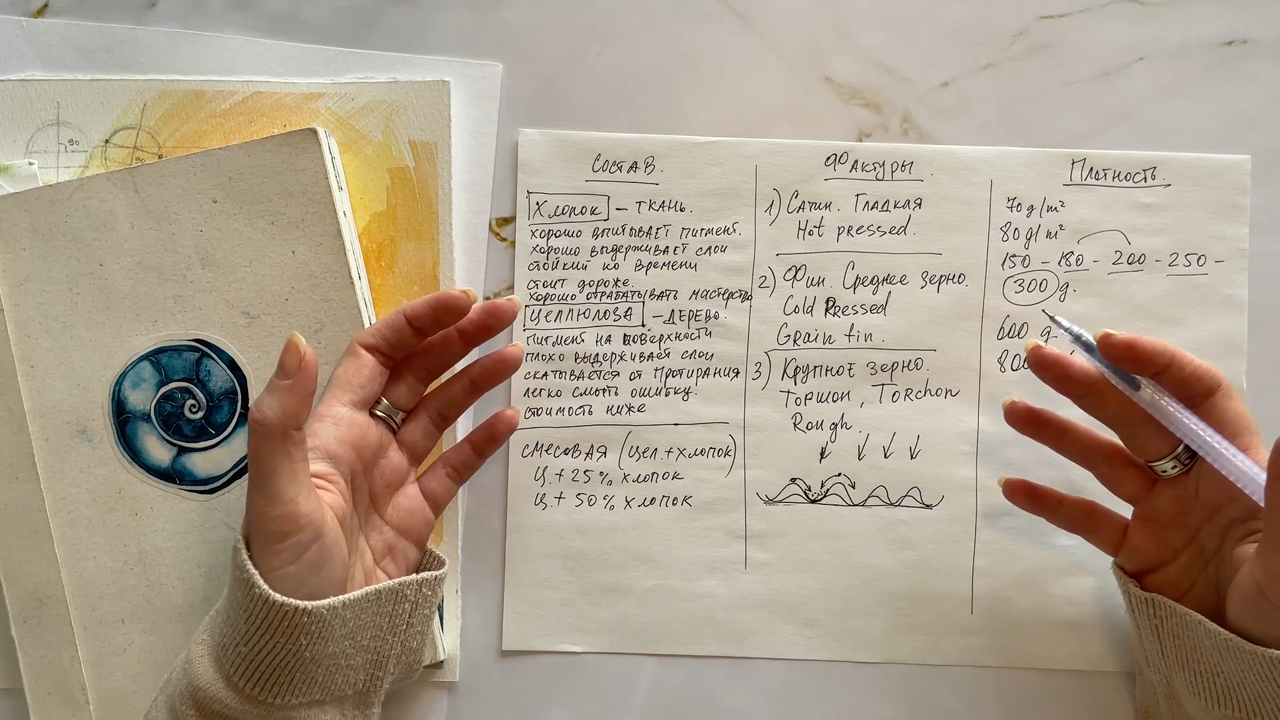 Состав.
Хлопок – ткань.
хорошо впитывает пигмент.
хорошо выдерживает слои
стойкий ко времени
стоит дороже.
хорошо отрабатывать мастерство
Целлюлоза – дерево.
пигмент на поверхности
плохо выдерживает слои
скатывается от протирания
легко смыть ошибку.
стоимость ниже
смесовая (цел.+хлопок)
ц.+ 25% хлопок
ц.+ 50% хлопок
Фактуры.
1) Сатин. Гладкая
Hot pressed.
2) Фин. Среднее зерно.
Cold Pressed
Grain fin.
3) Крупное зерно.
Торшон, Torchon
Rough.
Плотность.
70 g/m²
80 g/m²
150 – 180 – 200 – 250 –
300 g.
600 g
80
90